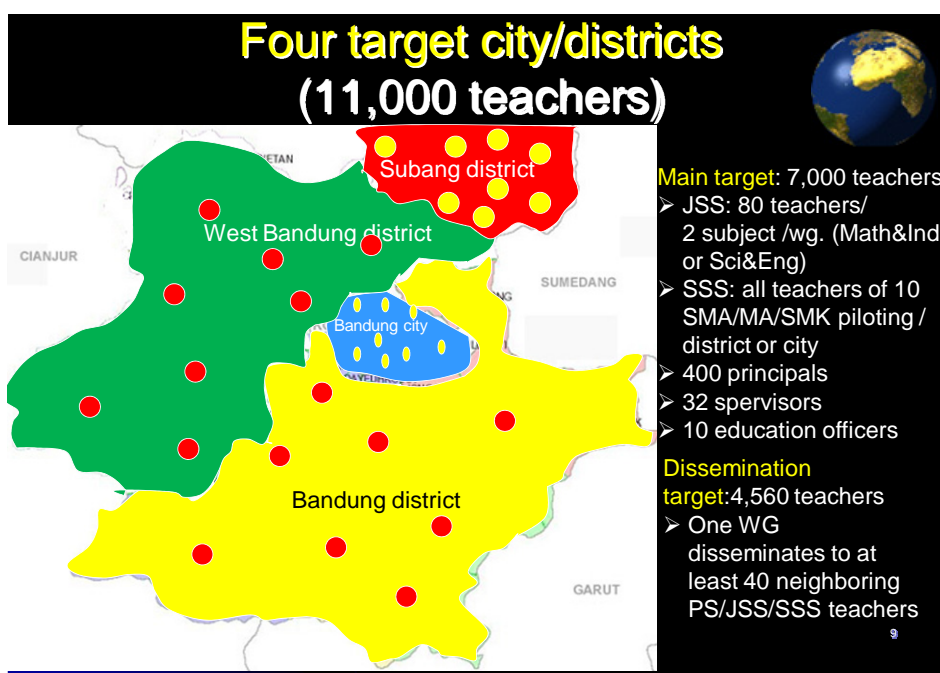 Four target city/districts
(11,000 teachers)
Subang district
West Bandung district
CIANJUR
SUMEDANG
Bandung city
Bandung district
GARUT
Main target: 7,000 teachers
➢ JSS: 80 teachers/
2 subject /wg. (Math&Ind
or Sci&Eng)
➢ SSS: all teachers of 10
SMA/MA/SMK piloting /
district or city
➢ 400 principals
➢ 32 spervisors
➢ 10 education officers
Dissemination
target:4,560 teachers
➢ One WG
disseminates to at
least 40 neighboring
PS/JSS/SSS teachers
9